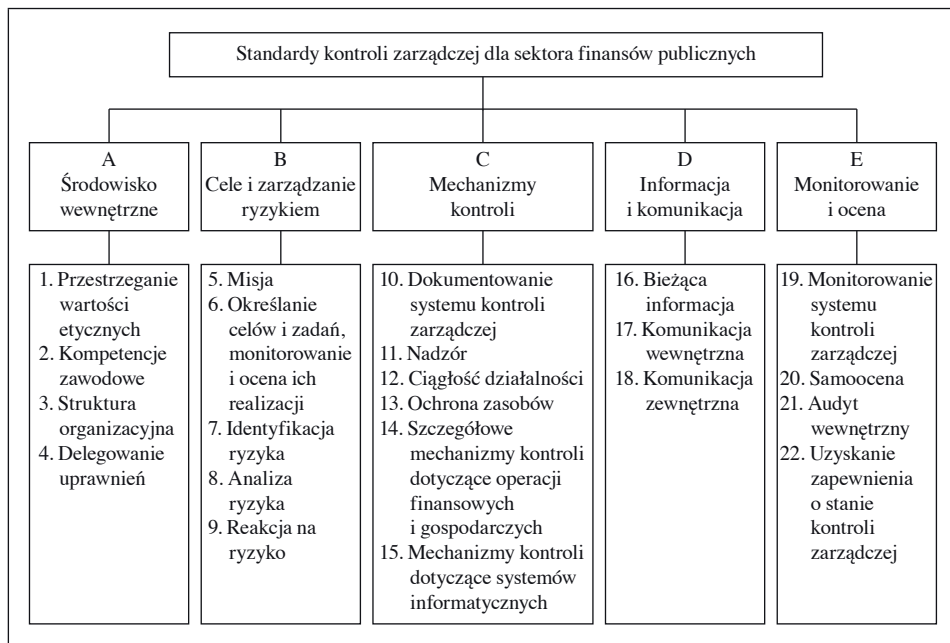 Standardy kontroli zarządczej dla sektora finansów publicznych
A
Środowisko
wewnętrzne
B
Cele i zarządzanie
ryzykiem
C
Mechanizmy
kontroli
D
Informacja
i komunikacja
E
Monitorowanie
i ocena
1. Przestrzeganie
wartości
etycznych
2. Kompetencje
zawodowe
3. Struktura
organizacyjna
4. Delegowanie
uprawnień
5. Misja
6. Określanie
celów i zadań,
monitorowanie
i ocena ich
realizacji
7. Identyfikacja
ryzyka
8. Analiza
ryzyka
9. Reakcja na
ryzyko
10. Dokumentowanie
systemu kontroli
zarządczej
11. Nadzór
12. Ciągłość działalności
13. Ochrona zasobów
14. Szczegółowe
mechanizmy kontroli
dotyczące operacji
finansowych
i gospodarczych
15. Mechanizmy kontroli
dotyczące systemów
informatycznych
16. Bieżąca
informacja
17. Komunikacja
wewnętrzna
18. Komunikacja
zewnętrzna
19. Monitorowanie
systemu
kontroli
zarządczej
20. Samoocena
21. Audyt
wewnętrzny
22. Uzyskanie
zapewnienia
o stanie
kontroli
zarządczej